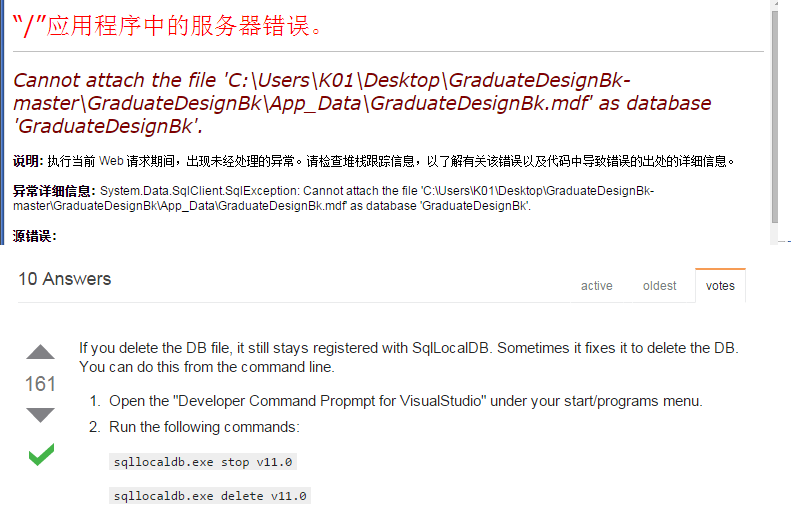 “/”应用程序中的服务器错误。
Cannot attach the file 'C:\Users\K01\Desktop\GraduateDesignBk-
master\GraduateDesignBk\App_Data\GraduateDesignBk.mdf' as database
'GraduateDesignBk'.
说明: 执行当前 Web 请求期间，出现未经处理的异常。请检查堆栈跟踪信息，以了解有关该错误以及代码中导致错误的出处的详细信息。
异常详细信息: System.Data.SqlClient.SqlException: Cannot attach the file 'C:\Users\K01\Desktop\GraduateDesignBk-
master\GraduateDesignBk\App_Data\GraduateDesignBk.mdf' as database 'GraduateDesignBk'.
源错误:
10 Answers
active oldest votes
If you delete the DB file, it still stays registered with SqlLocalDB. Sometimes it fixes it to delete the DB.
161
You can do this from the command line.
1. Open the "Developer Command Propmpt for VisualStudio" under your start/programs menu.
2. Run the following commands:
sqllocaldb.exe stop v11.0
sqllocaldb.exe delete v11.0